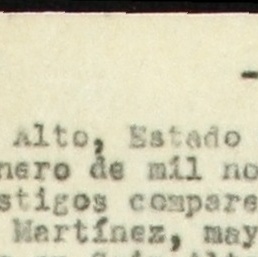 Alto, Estado
nero de mil no
stigos compare
Martínez, may